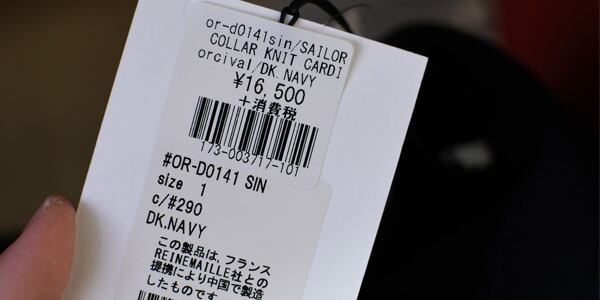 or-d0141sin/SAILOR
COLLAR KNIT CARDI
orcival/DK.NAVY
¥16,500
+消費税
173-003717-101
#OR-D0141 SIN
size 1
c/#290
DK.NAVY
この製品は、フランス
REINEMAILLE社との
提携により中国で製造
したものです